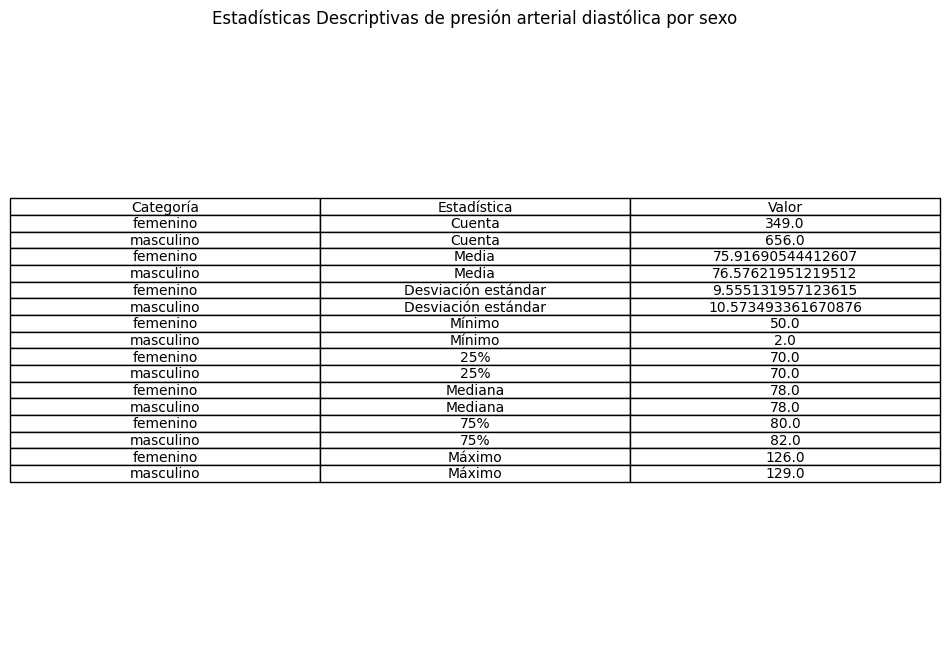 Estadísticas Descriptivas de presión arterial diastólica por sexo
Categoría Estadística Valor
femenino Cuenta 349.0
masculino Cuenta 656.0
femenino Media 75.91690544412607
masculino Media 76.57621951219512
femenino Desviación estándar 9.555131957123615
masculino Desviación estándar 10.573493361670876
femenino Mínimo 50.0
masculino Mínimo 2.0
femenino 25% 70.0
masculino 25% 70.0
femenino Mediana 78.0
masculino Mediana 78.0
femenino 75% 80.0
masculino 75% 82.0
femenino Máximo 126.0
masculino Máximo 129.0